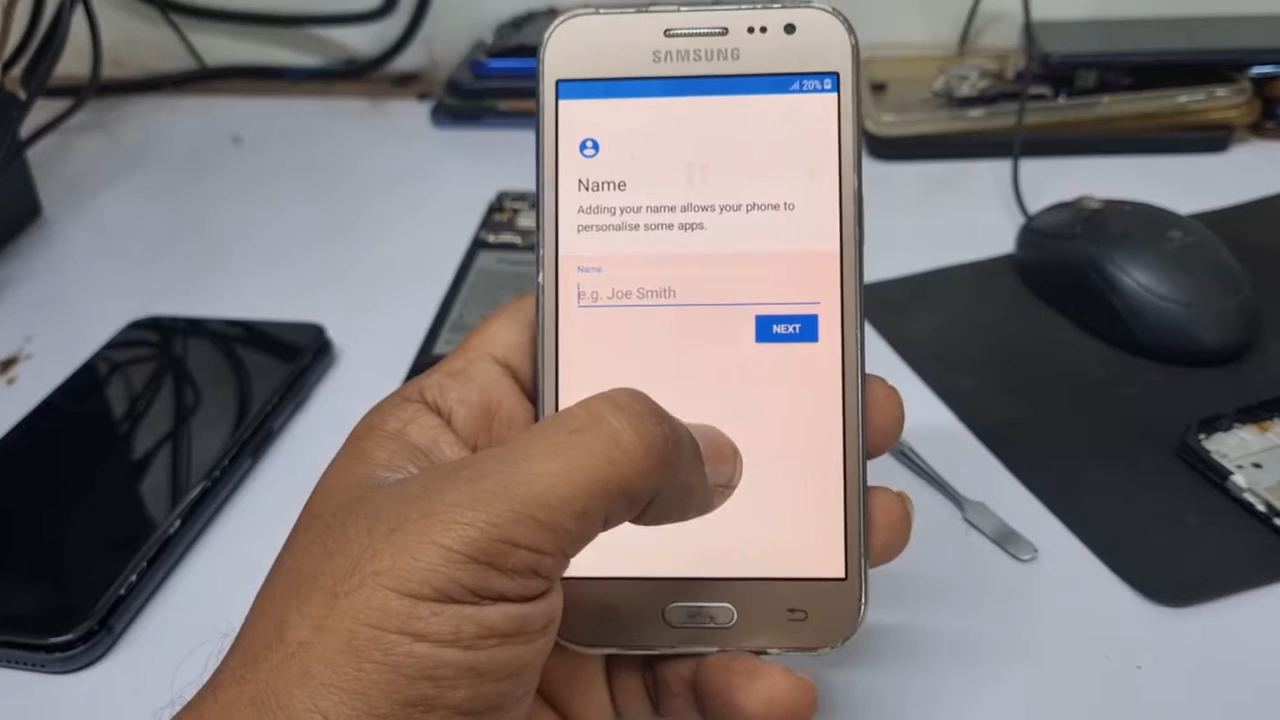 SAMSUNG
20%
Name
Adding your name allows your phone to
personalise some apps.
Name
e.g. Joe Smith
NEXT